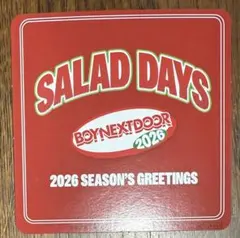 SALAD DAYS
BOYNEXTDOOR
2026
2026 SEASON'S GREETINGS